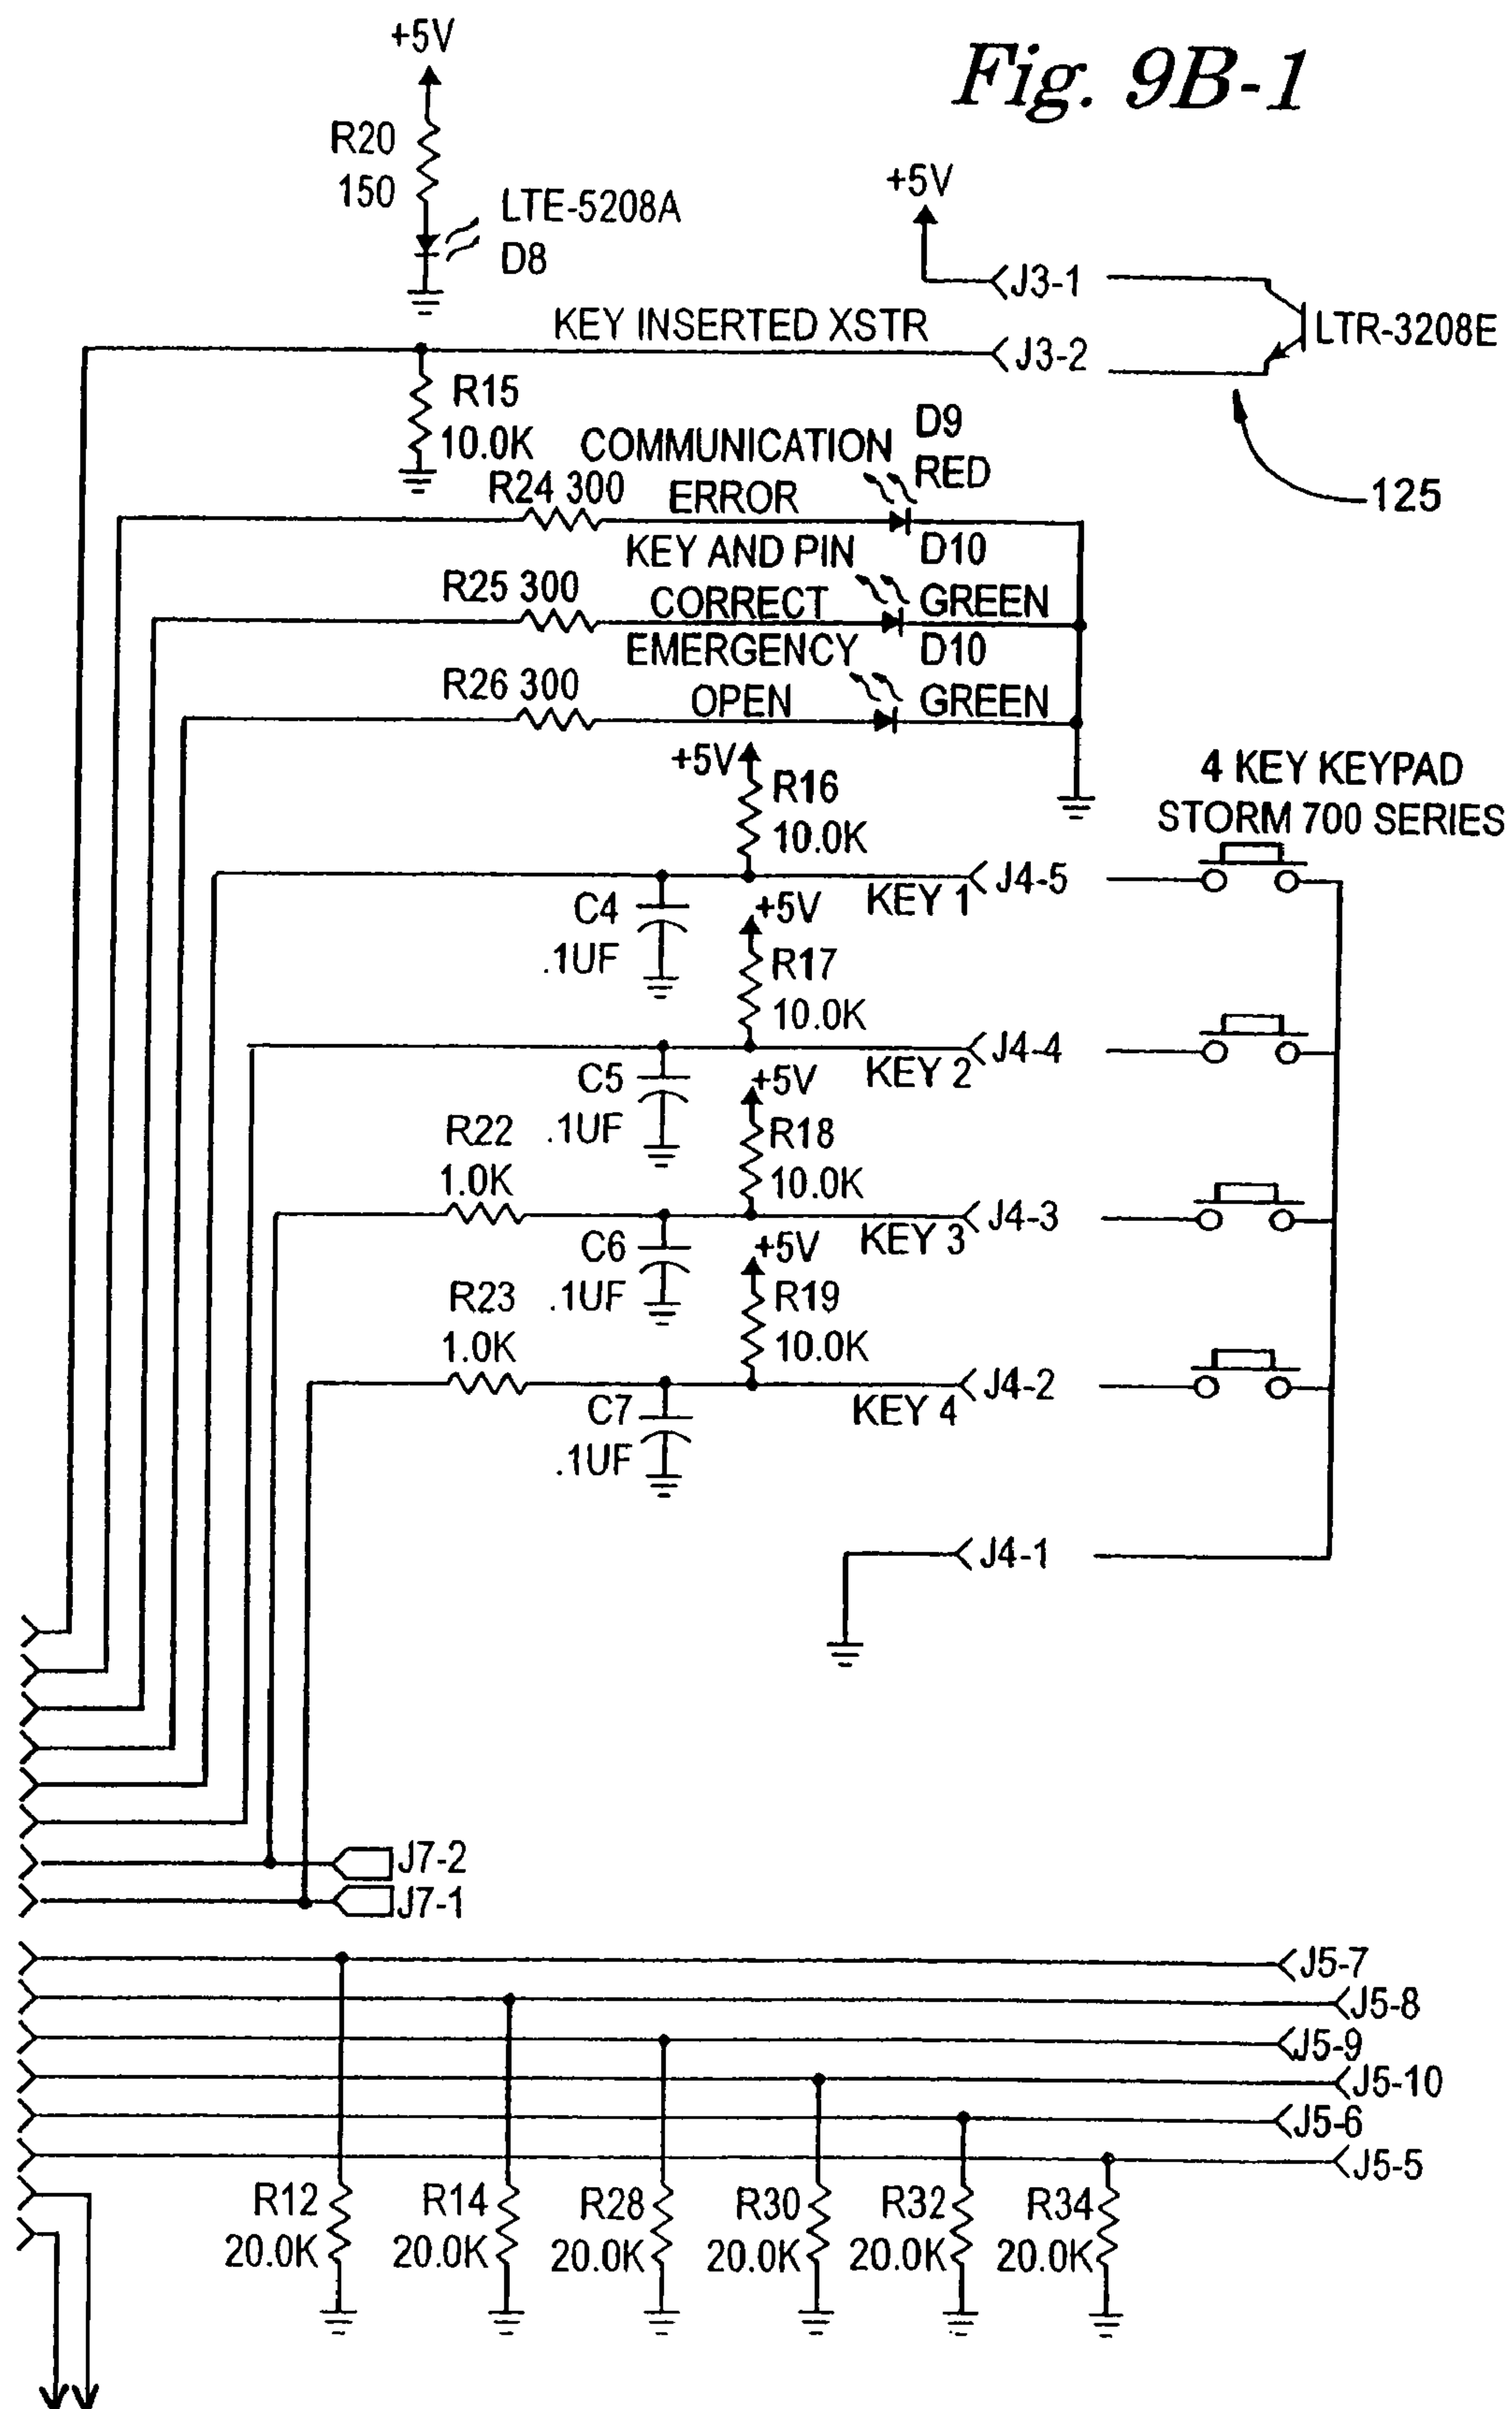 Fig. 9B-1
+5V
R20
150
LTE-5208A
D8
+5V
J3-1
KEY INSERTED XSTR
J3-2
LTR-3208E
125
R15
10.0K
COMMUNICATION
ERROR
D9
RED
R24 300
KEY AND PIN
CORRECT
D10
GREEN
R25 300
EMERGENCY
OPEN
D10
GREEN
R26 300
4 KEY KEYPAD
STORM 700 SERIES
+5V
R16
10.0K
C4
.1UF
KEY 1
J4-5
+5V
R17
10.0K
C5
.1UF
KEY 2
J4-4
+5V
R18
10.0K
R22
1.0K
C6
.1UF
KEY 3
J4-3
+5V
R19
10.0K
R23
1.0K
C7
.1UF
KEY 4
J4-2
J4-1
J7-2
J7-1
J5-7
J5-8
J5-9
J5-10
J5-6
J5-5
R12
20.0K
R14
20.0K
R28
20.0K
R30
20.0K
R32
20.0K
R34
20.0K